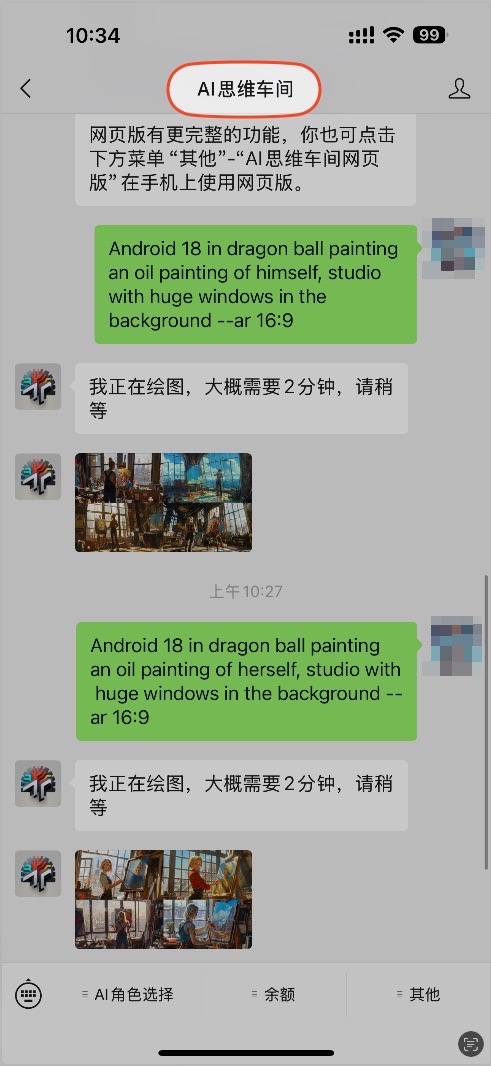 10:34
99
AI思维车间
网页版有更完整的功能，你也可点击
下方菜单“其他”-“AI思维车间网页
版”在手机上使用网页版。
Android 18 in dragon ball painting
an oil painting of himself, studio
with huge windows in the
background --ar 16:9
我正在绘图，大概需要2分钟，请稍
等
上午10:27
Android 18 in dragon ball painting
an oil painting of herself, studio with
huge windows in the background --
ar 16:9
我正在绘图，大概需要2分钟，请稍
等
AI角色选择
余额
其他